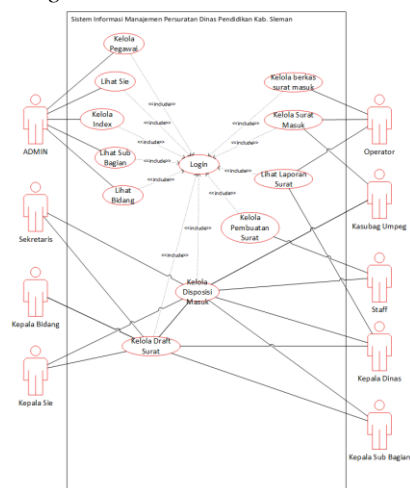 Sistem Informasi Manajemen Persuratan Dinas Pendidikan Kab. Sleman
Kelola
Pegawai
Lihat Sie
Kelola
Index
Lihat Sub
Bagian
Lihat
Bidang
Login
Kelola berkas
surat masuk
Kelola Surat
Masuk
Lihat Laporan
Surat
Kelola
Pembuatan
Surat
Kelola
Disposisi
Masuk
Kelola Draft
Surat
<<include>>
<<include>>
<<include>>
<<include>>
<<include>>
<<include>>
<<include>>
<<include>>
<<include>>
<<include>>
<<include>>
ADMIN
Sekretaris
Kepala Bidang
Kepala Sie
Operator
Kasubag Umpeg
Staff
Kepala Dinas
Kepala Sub Bagian